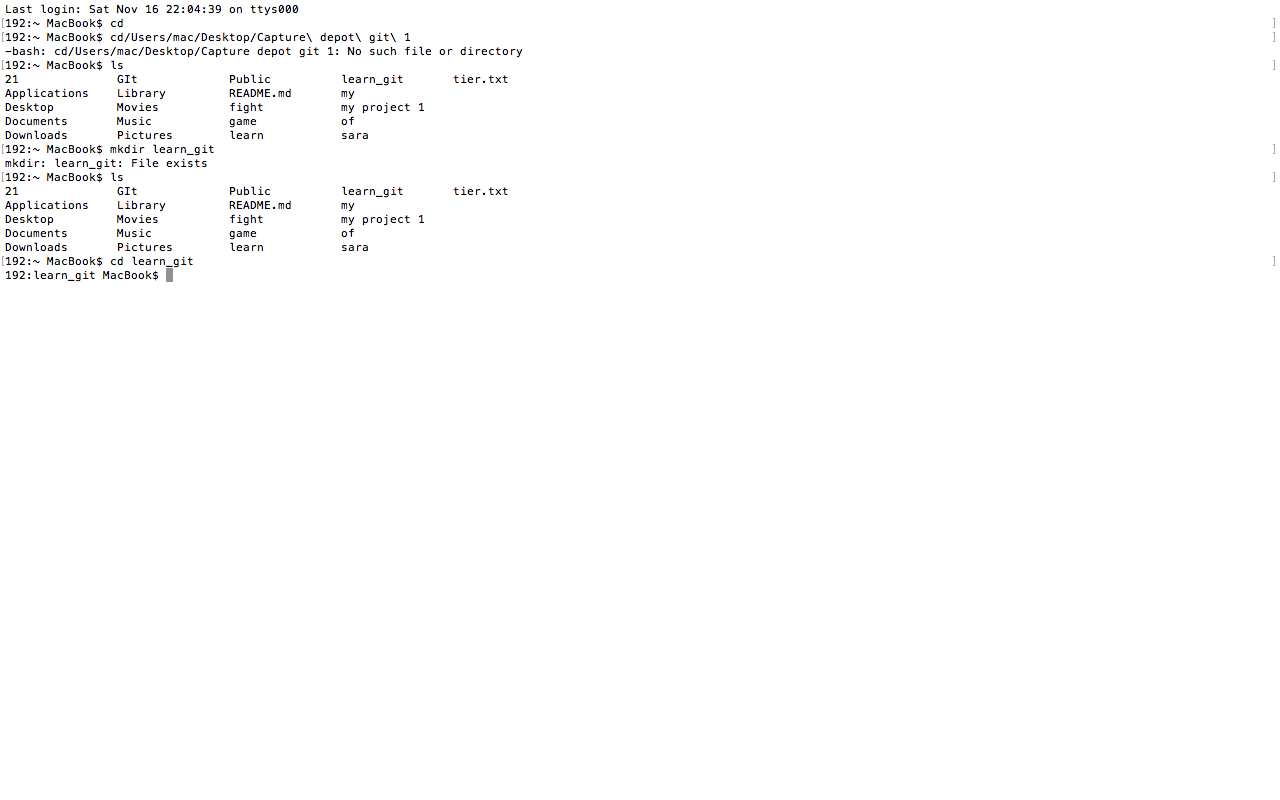 Last login: Sat Nov 16 22:04:39 on ttys000
[192:~ MacBook$ cd ]
[192:~ MacBook$ cd/Users/mac/Desktop/Capture\ depot\ git\ 1 ]
-bash: cd/Users/mac/Desktop/Capture depot git 1: No such file or directory
[192:~ MacBook$ ls ]
21 GIt Public learn_git tier.txt
Applications Library README.md my
Desktop Movies fight my project 1
Documents Music game of
Downloads Pictures learn sara
[192:~ MacBook$ mkdir learn_git ]
mkdir: learn_git: File exists
[192:~ MacBook$ ls ]
21 GIt Public learn_git tier.txt
Applications Library README.md my
Desktop Movies fight my project 1
Documents Music game of
Downloads Pictures learn sara
[192:~ MacBook$ cd learn_git ]
192:learn_git MacBook$